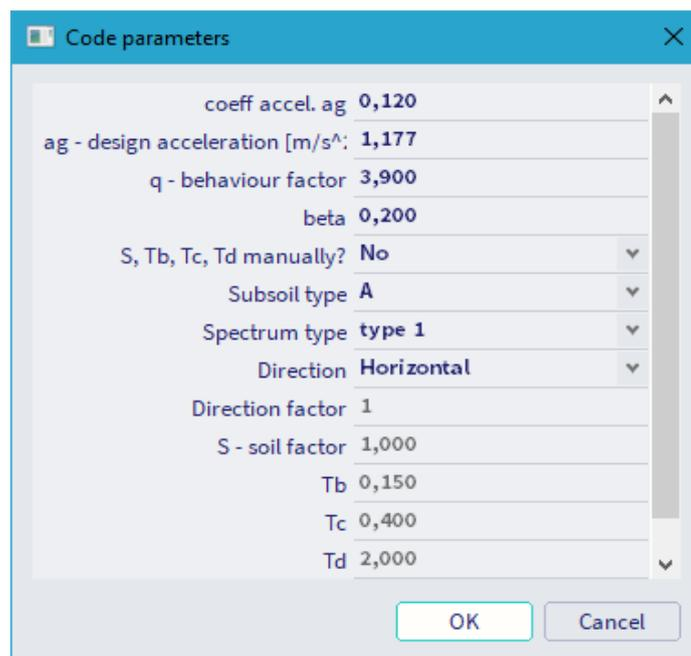 Code parameters
coeff accel. ag 0,120
ag - design acceleration [m/s^ 1,177
q - behaviour factor 3,900
beta 0,200
S, Tb, Tc, Td manually? No
Subsoil type A
Spectrum type type 1
Direction Horizontal
Direction factor 1
S - soil factor 1,000
Tb 0,150
Tc 0,400
Td 2,000
OK Cancel